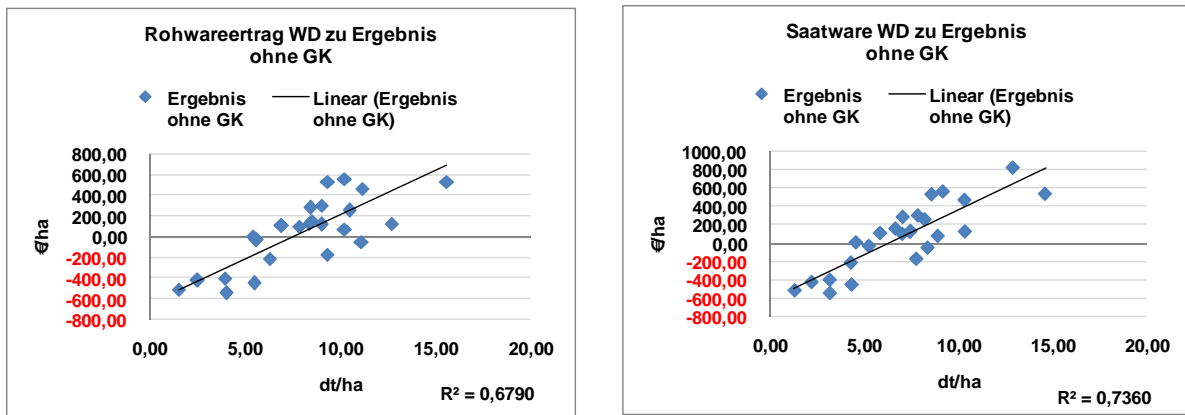 Rohwareertrag WD zu Ergebnis
ohne GK
Ergebnis
ohne GK
Linear (Ergebnis
ohne GK)
€/ha
800,00
600,00
400,00
200,00
0,00
-200,00
-400,00
-600,00
-800,00
0,00 5,00 10,00 15,00 20,00
dt/ha
R² = 0,6790
Saatware WD zu Ergebnis
ohne GK
Ergebnis
ohne GK
Linear (Ergebnis
ohne GK)
€/ha
1000,00
800,00
600,00
400,00
200,00
0,00
-200,00
-400,00
-600,00
-800,00
0,00 5,00 10,00 15,00 20,00
dt/ha
R² = 0,7360